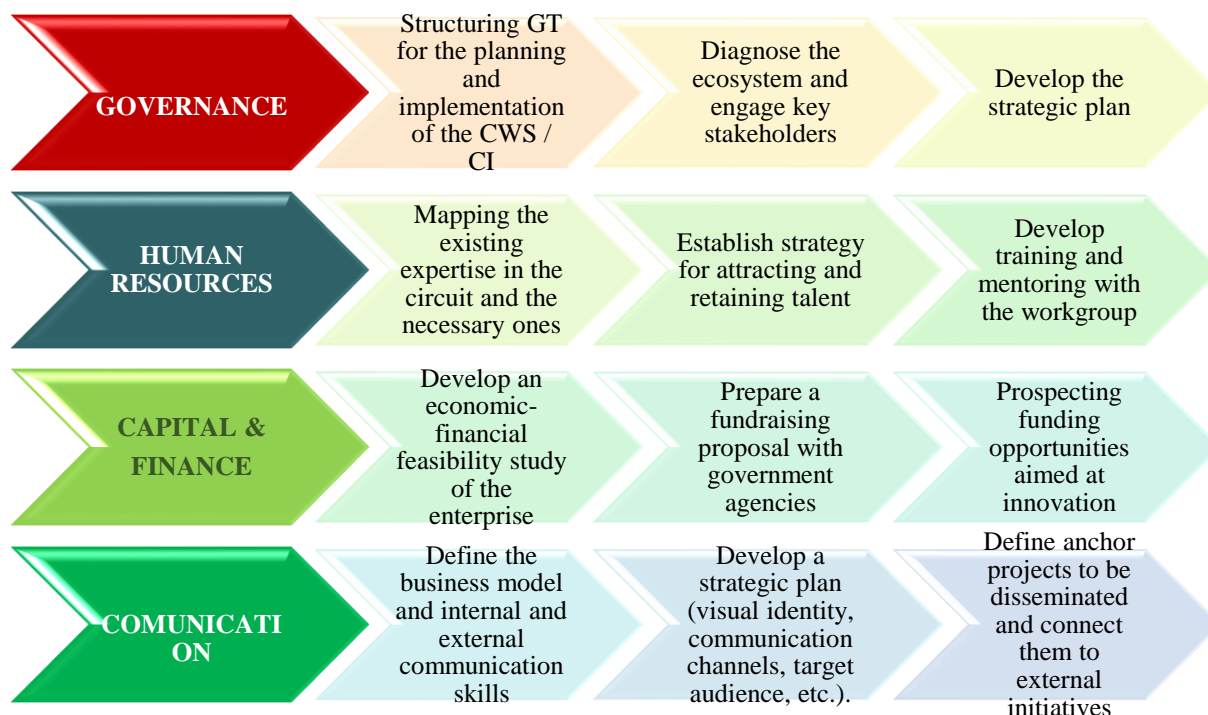 GOVERNANCE
Structuring GT
for the planning
and
implementation
of the CWS /
CI
Diagnose the
ecosystem and
engage key
stakeholders
Develop the
strategic plan
HUMAN
RESOURCES
Mapping the
existing
expertise in the
circuit and the
necessary ones
Establish strategy
for attracting and
retaining talent
Develop
training and
mentoring with
the workgroup
CAPITAL &
FINANCE
Develop an
economic-
financial
feasibility study
of the
enterprise
Prepare a
fundraising
proposal with
government
agencies
Prospecting
funding
opportunities
aimed at
innovation
COMUNICATI
ON
Define the
business model
and internal and
external
communication
skills
Develop a
strategic plan
(visual identity,
communication
channels, target
audience, etc.).
Define anchor
projects to be
disseminated
and connect
them to
external
initiatives